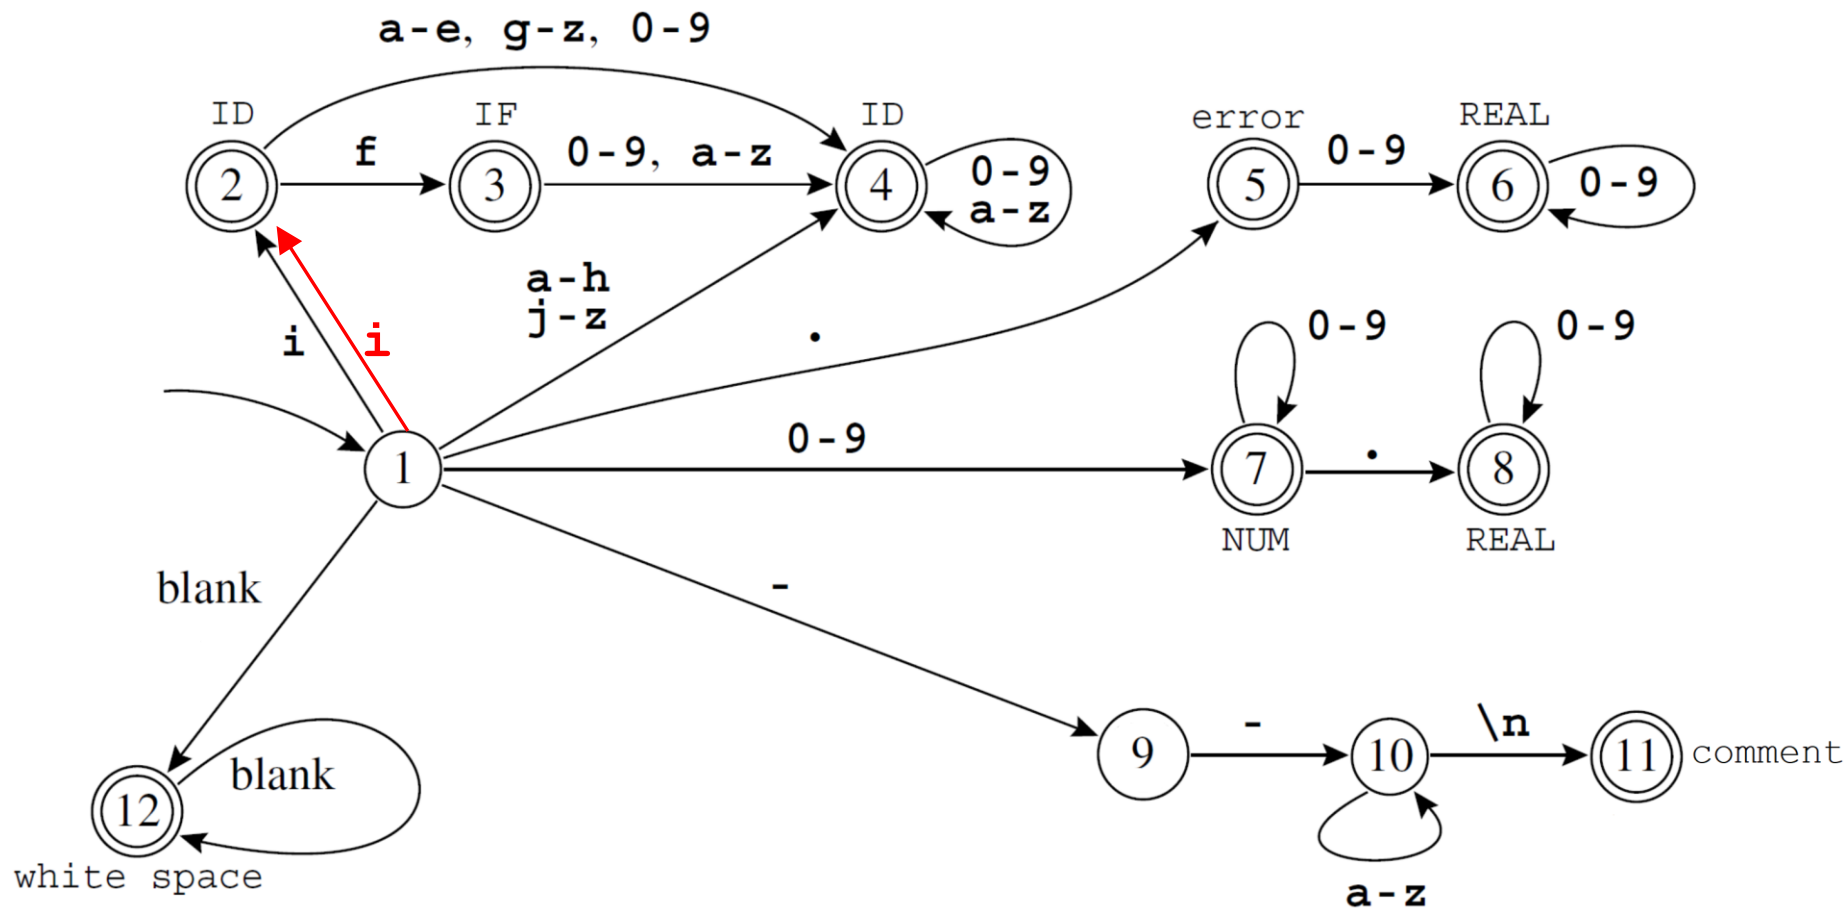 a-e, g-z, 0-9
ID
IF
ID
error
REAL
f
0-9, a-z
0-9
a-z
0-9
0-9
2
3
4
5
6
a-h
j-z
i
i
.
0-9
0-9
0-9
1
7
.
8
NUM
REAL
blank
-
blank
12
white space
9
-
10
\n
11
comment
a-z